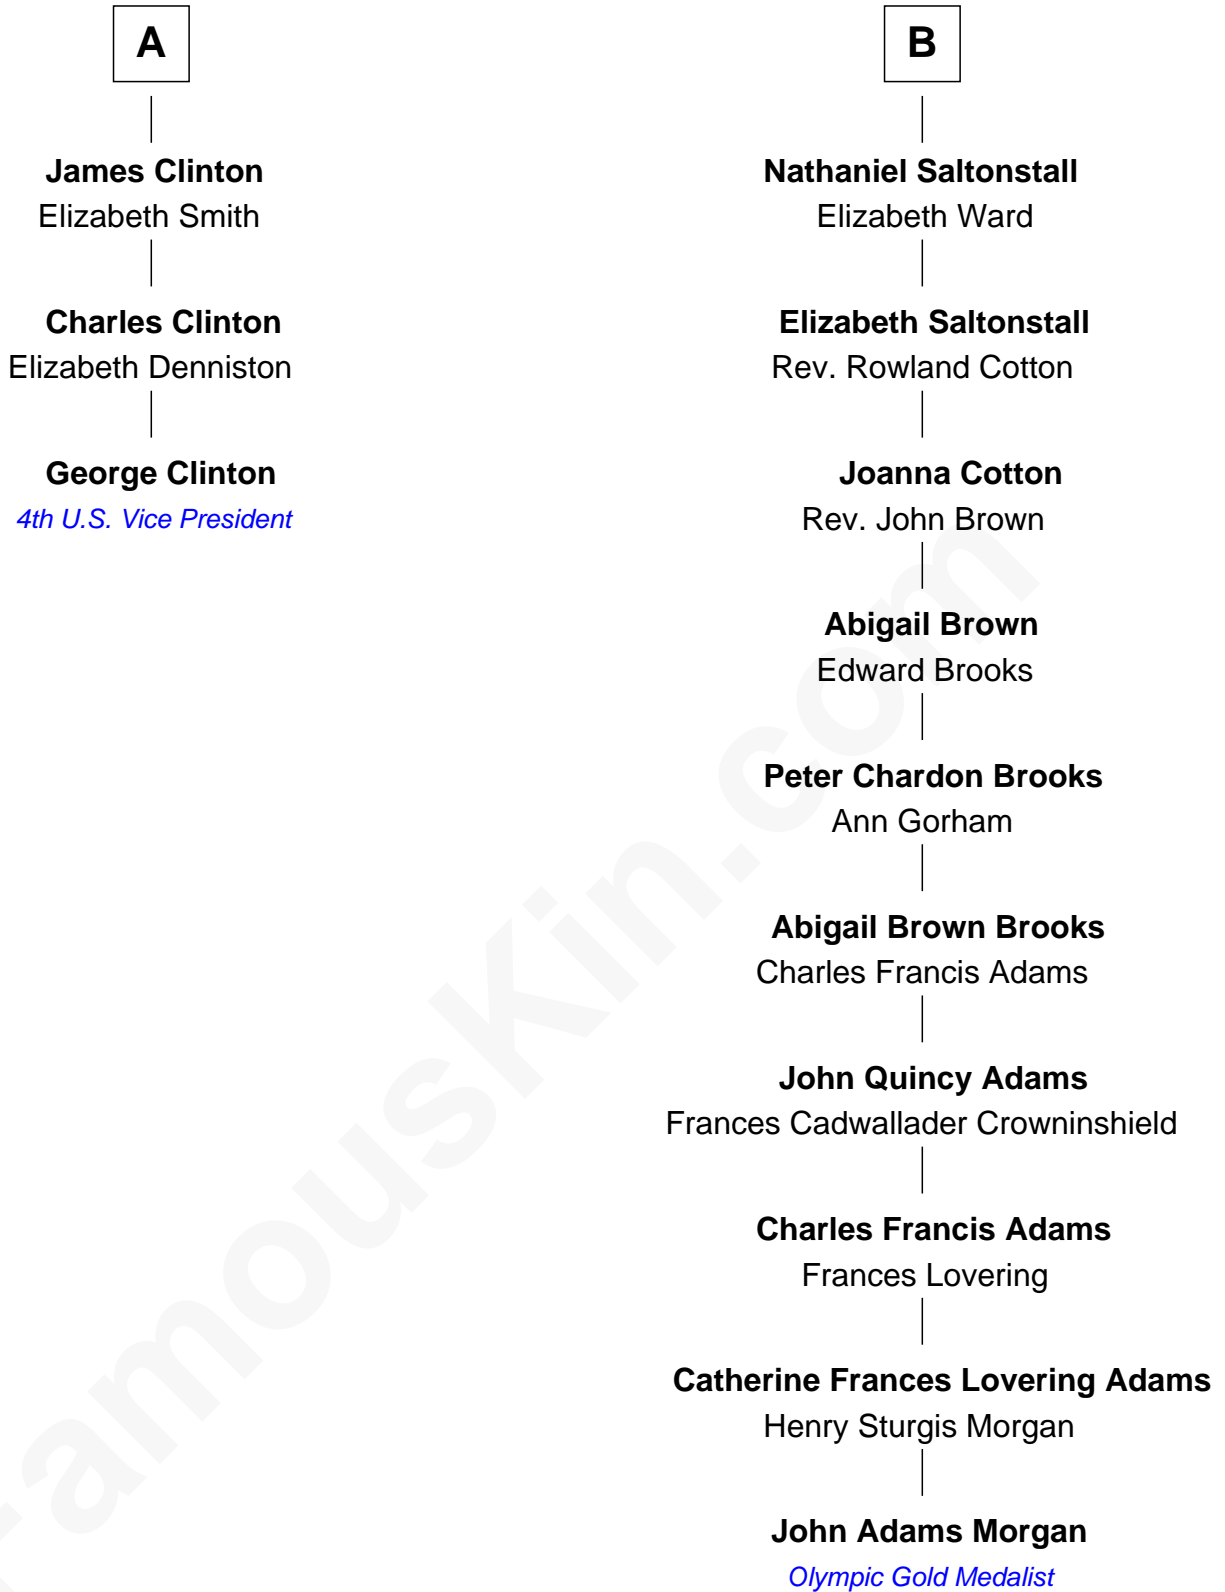 A
James Clinton
Elizabeth Smith
Charles Clinton
Elizabeth Denniston
George Clinton
4th U.S. Vice President
B
Nathaniel Saltonstall
Elizabeth Ward
Elizabeth Saltonstall
Rev. Rowland Cotton
Joanna Cotton
Rev. John Brown
Abigail Brown
Edward Brooks
Peter Chardon Brooks
Ann Gorham
Abigail Brown Brooks
Charles Francis Adams
John Quincy Adams
Frances Cadwallader Crowninshield
Charles Francis Adams
Frances Lovering
Catherine Frances Lovering Adams
Henry Sturgis Morgan
John Adams Morgan
Olympic Gold Medalist
FamousKin.com